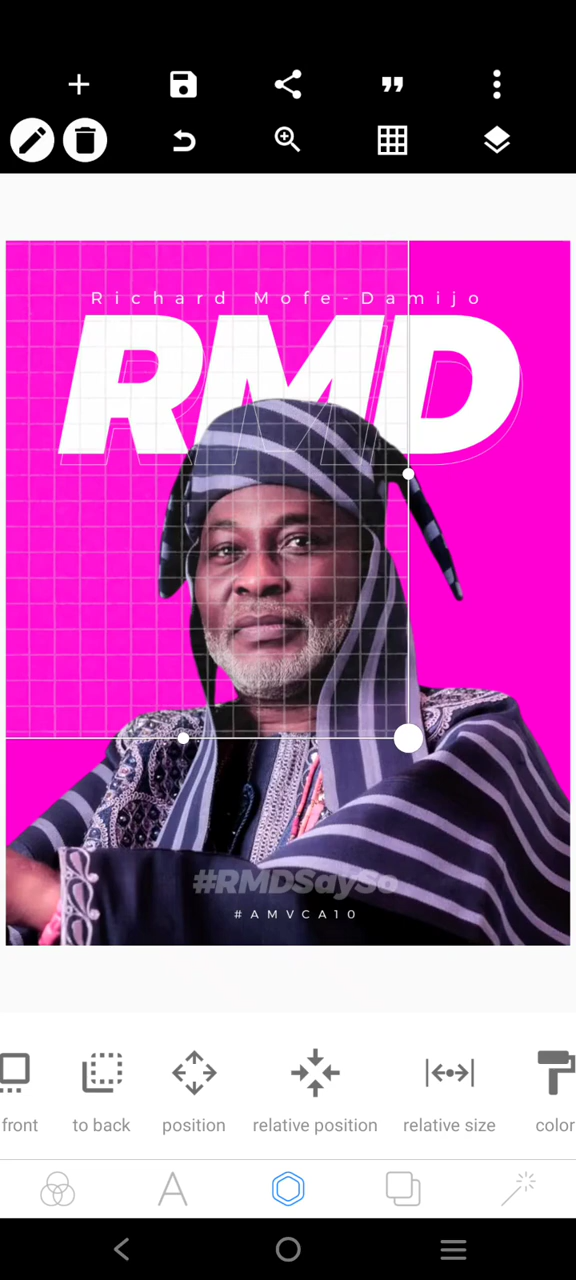 Richard Mofe-Damijo
RMD
#RMDSaySo
#AMVCA10
front
to back
position
relative position
relative size
color